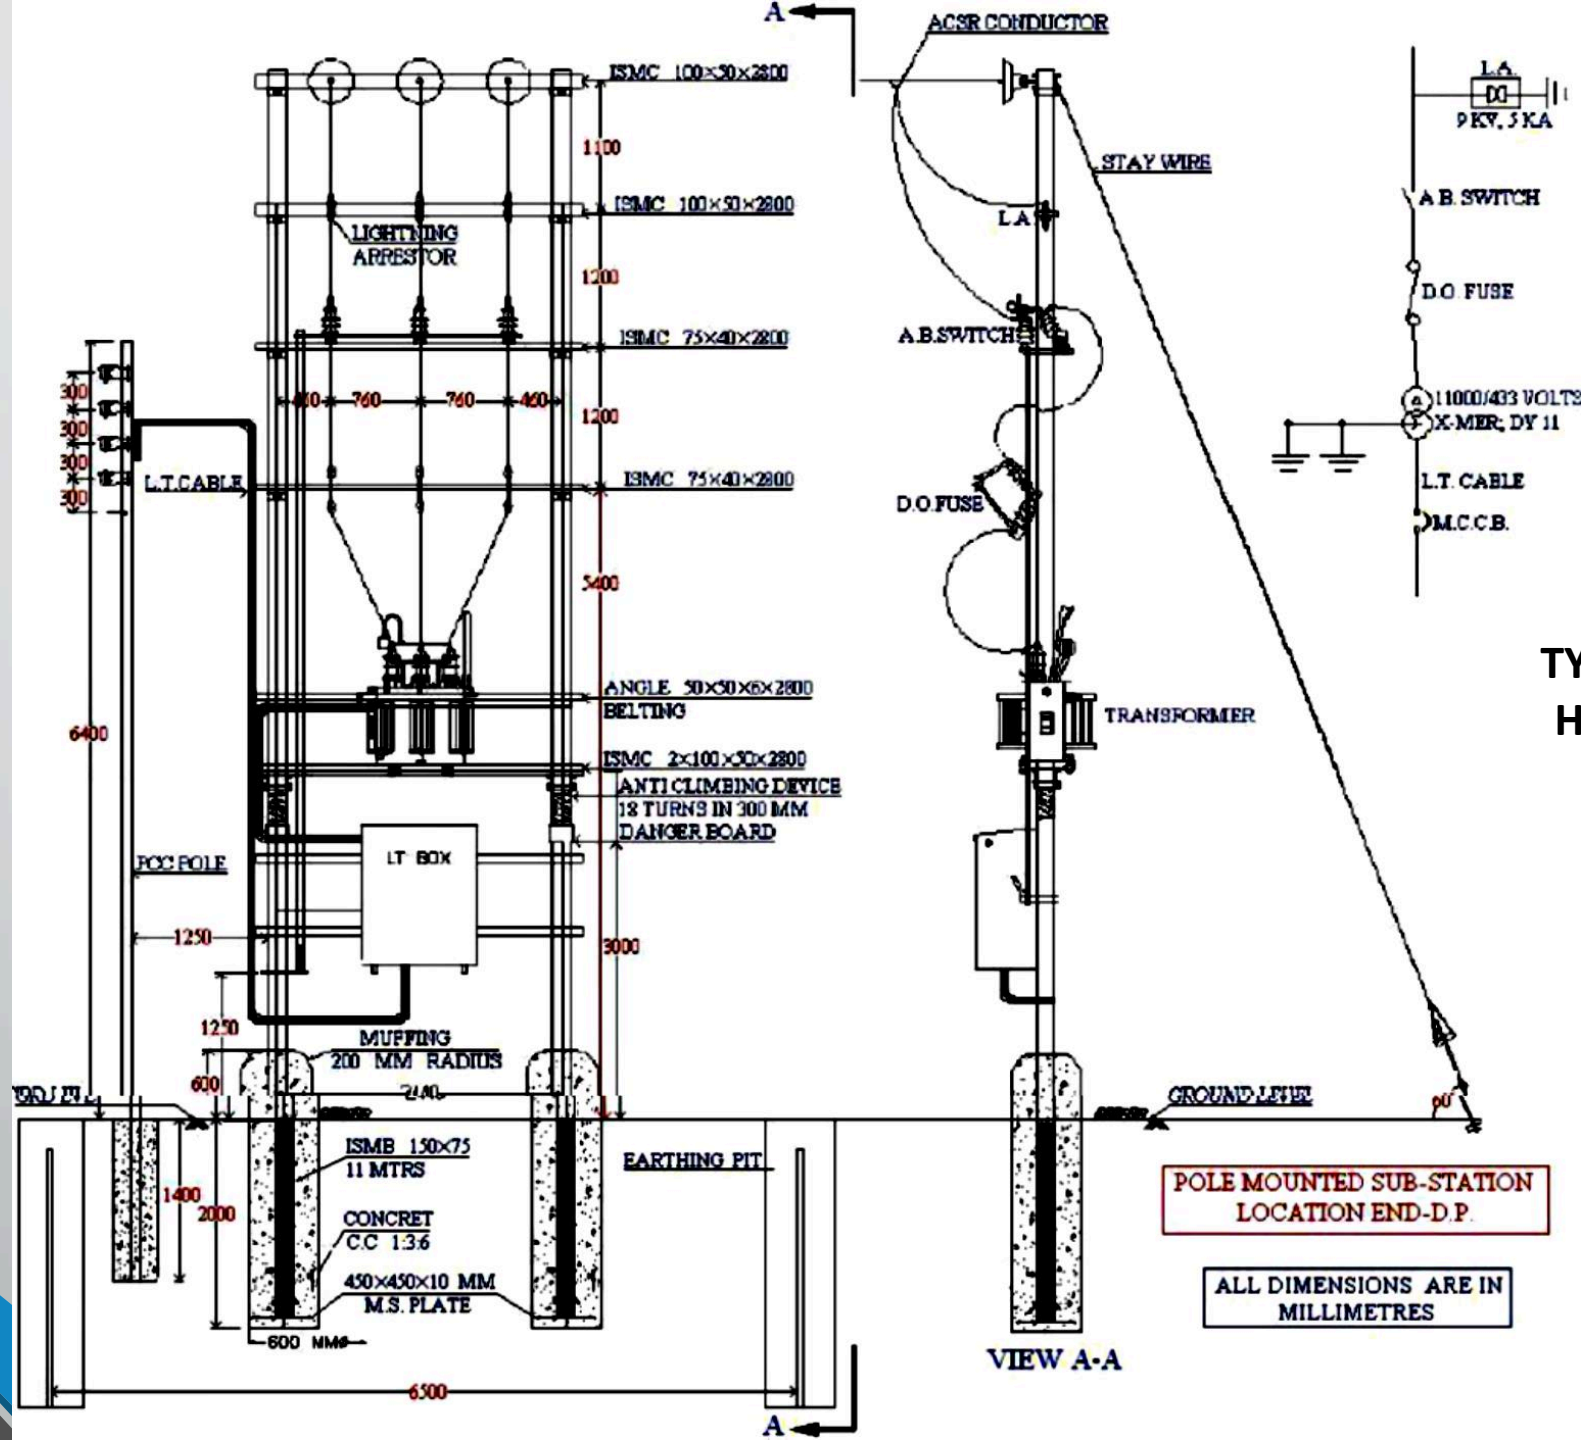 A
ACSR CONDUCTOR
ISMC 100×50×2800
1100
ISMC 100×50×2800
LIGHTNING
ARRESTOR
1200
ISMC 75×40×2800
460
760
760
460
1200
300
300
300
300
L.T.CABLE
ISMC 75×40×2800
5400
6400
ANGLE 50×50×6×2800
BELTING
ISMC 2×100×50×2800
ANTI CLIMBING DEVICE
18 TURNS IN 300 MM
DANGER BOARD
LT BOX
PCC POLE
1250
3000
1250
MUFFING
200 MM RADIUS
600
ISMB 150×75
11 MTRS
1400
2000
CONCRET
C.C 1:3:6
450×450×10 MM
M.S. PLATE
600 MMØ
6500
EARTHING PIT
A
STAY WIRE
L.A
A.B.SWITCH
D.O.FUSE
TRANSFORMER
GROUND LEVEL
60°
VIEW A-A
L.A.
9 KV, 5 KA
A.B. SWITCH
D.O. FUSE
11000/433 VOLTS
X-MER; DY 11
L.T. CABLE
M.C.C.B.
TY
H
POLE MOUNTED SUB-STATION
LOCATION END-D.P.
ALL DIMENSIONS ARE IN
MILLIMETRES